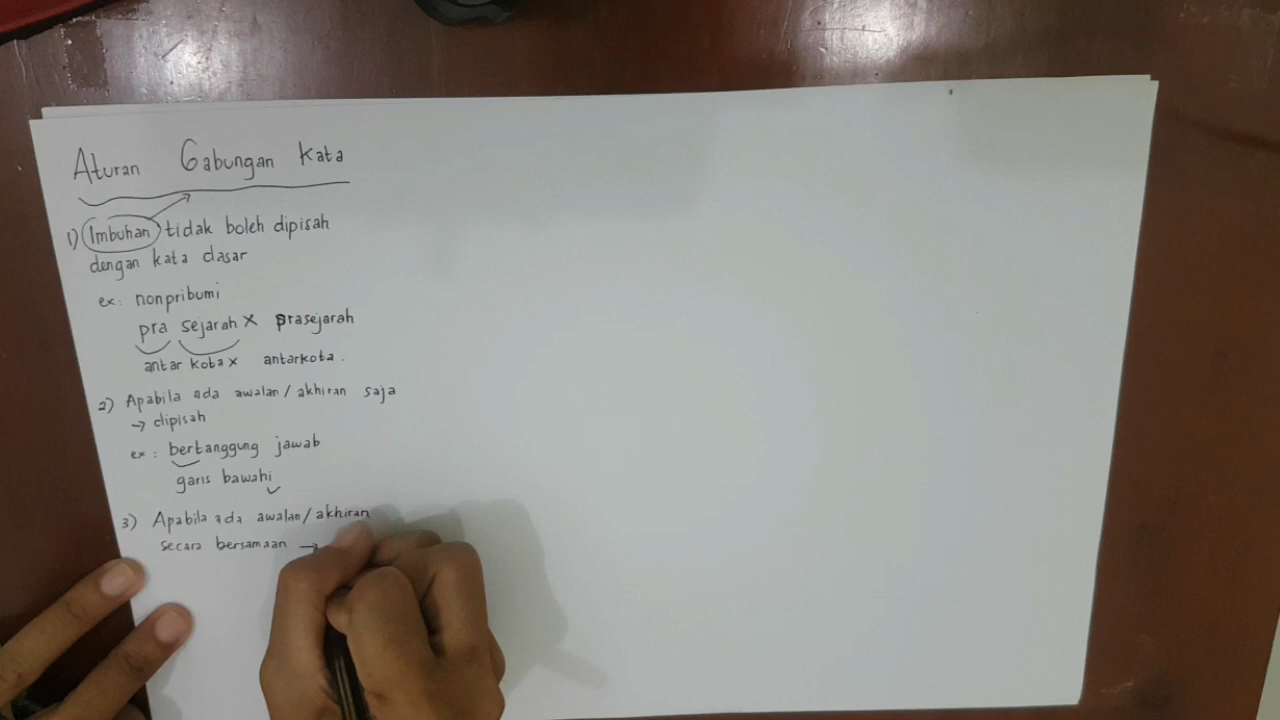 Aturan Gabungan Kata
1) Imbuhan tidak boleh dipisah
dengan kata dasar
ex: nonpribumi
pra sejarah X prasejarah
antar kota X antarkota.
2) Apabila ada awalan/akhiran saja
→ dipisah
ex: bertanggung jawab
garis bawahi
3) Apabila ada awalan/akhiran
secara bersamaan →